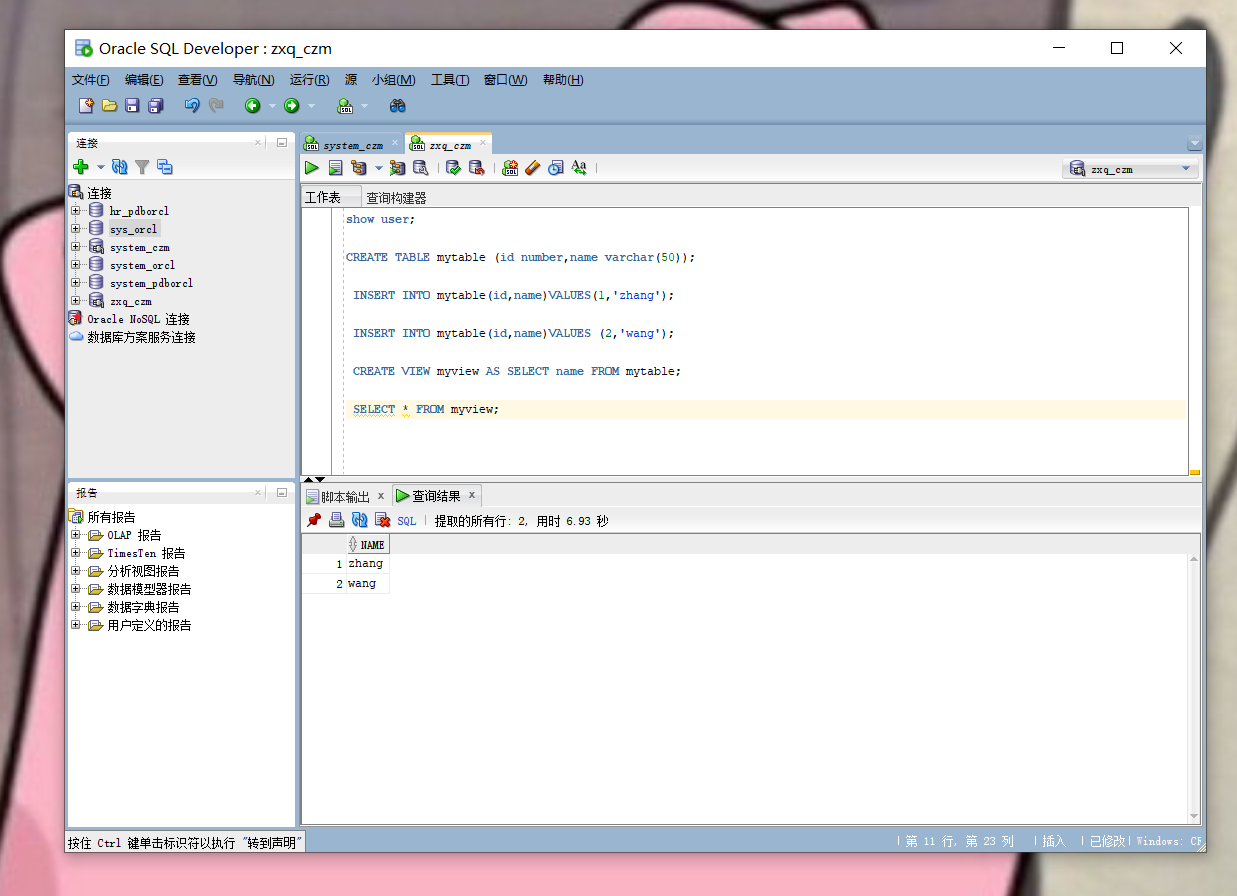 Oracle SQL Developer : zxq_czm
文件(F) 编辑(E) 查看(V) 导航(N) 运行(R) 源 小组(M) 工具(T) 窗口(W) 帮助(H)
连接
连接
hr_pdborcl
sys_orcl
system_czm
system_orcl
system_pdborcl
zxq_czm
Oracle NoSQL 连接
数据库方案服务连接
system_czm
zxq_czm
zxq_czm
工作表 查询构建器
show user;
CREATE TABLE mytable (id number,name varchar(50));
INSERT INTO mytable(id,name)VALUES(1,'zhang');
INSERT INTO mytable(id,name)VALUES (2,'wang');
CREATE VIEW myview AS SELECT name FROM mytable;
SELECT * FROM myview;
报告
所有报告
OLAP 报告
TimesTen 报告
分析视图报告
数据模型器报告
数据字典报告
用户定义的报告
脚本输出 查询结果
SQL 提取的所有行: 2, 用时 6.93 秒
NAME
1 zhang
2 wang
按住 Ctrl 键单击标识符以执行 "转到声明"
第 11 行, 第 23 列 插入 已修改 Windows: CR